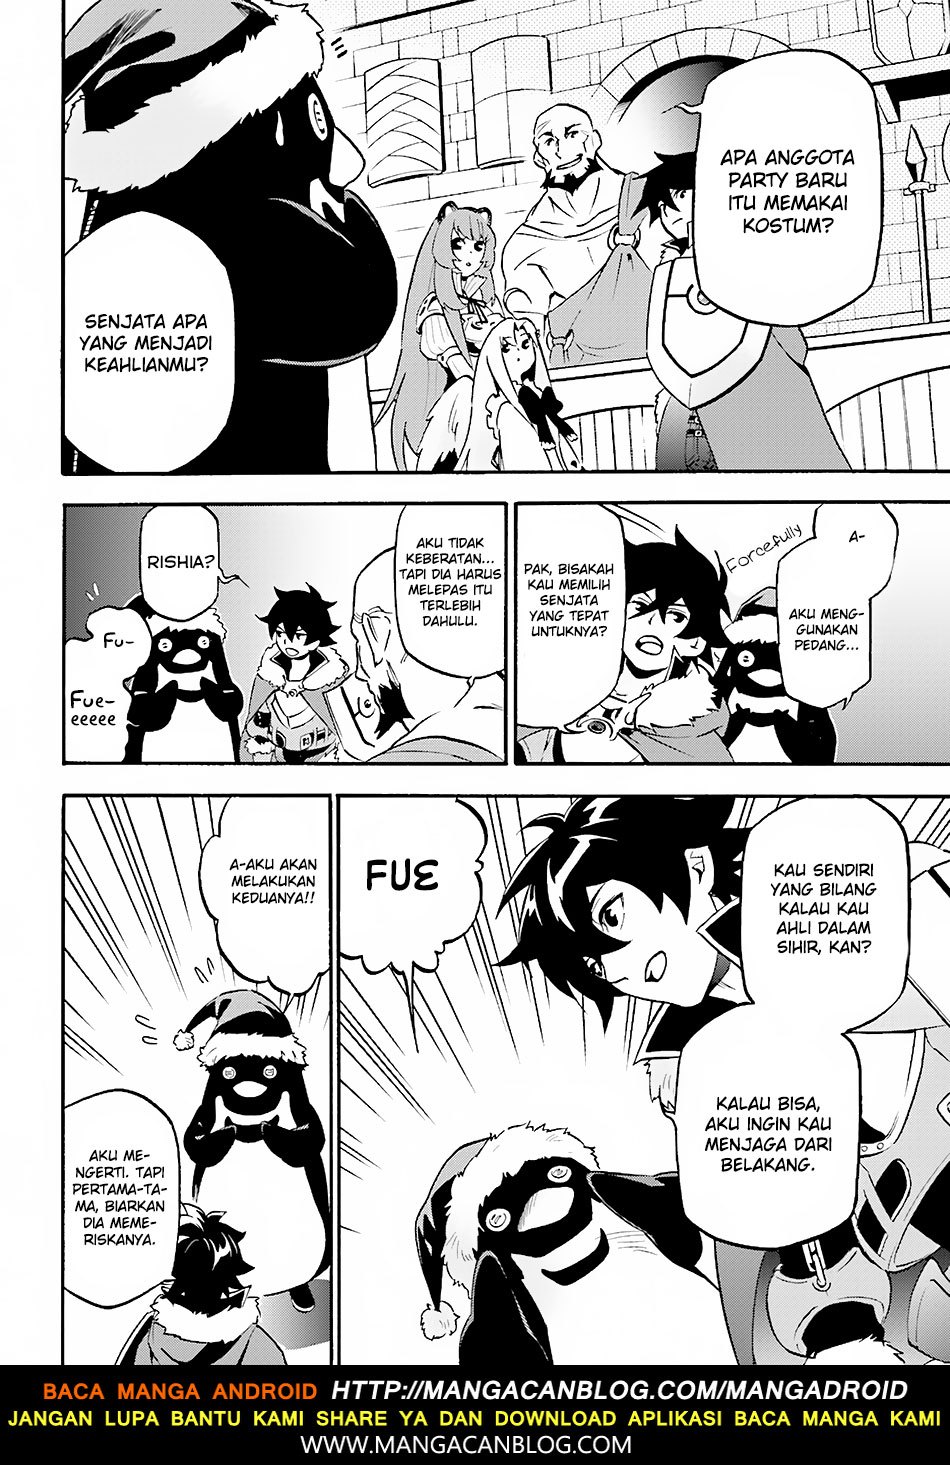 APA ANGGOTA
PARTY BARU
ITU MEMAKAI
KOSTUM?
SENJATA APA
YANG MENJADI
KEAHLIANMU?
A-
AKU MENG-
GUNAKAN
PEDANG...
Forcefully
PAK, BISAKAH
KAU MEMILIH
SENJATA
YANG TEPAT
UNTUKNYA?
AKU TIDAK
KEBERATAN...
TAPI DIA HARUS
MELEPAS ITU
TERLEBIH
DAHULU.
RISHIA?
Fu-
Fue-
eeeee
KAU SENDIRI
YANG BILANG
KALAU KAU
AHLI DALAM
SIHIR, KAN?
KALAU BISA,
AKU INGIN KAU
MENJAGA DARI
BELAKANG.
FUE
A-AKU AKAN
MELAKUKAN
KEDUANYA!!
AKU ME-
NGERTI. TAPI
PERTAMA-TA-
MA, BIARKAN
DIA MEME-
RISKANYA.
BACA MANGA ANDROID HTTP://MANGACANBLOG.COM/MANGADROID
JANGAN LUPA BANTU KAMI SHARE YA DAN DOWNLOAD APLIKASI BACA MANGA KAMI
WWW.MANGACANBLOG.COM